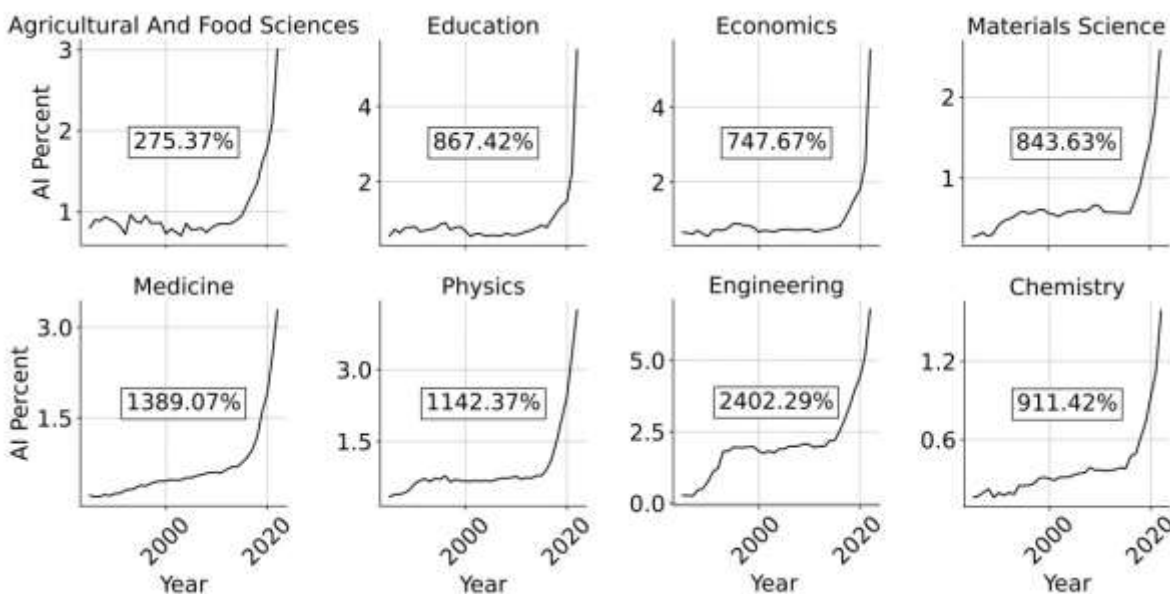 Agricultural And Food Sciences
Education
Economics
Materials Science
AI Percent
3
2
1
275.37%
4
2
867.42%
4
2
747.67%
2
1
843.63%
Medicine
Physics
Engineering
Chemistry
AI Percent
3.0
1.5
1389.07%
3.0
1.5
1142.37%
5.0
2.5
0.0
2402.29%
1.2
0.6
911.42%
2000
2020
2000
2020
2000
2020
2000
2020
Year
Year
Year
Year